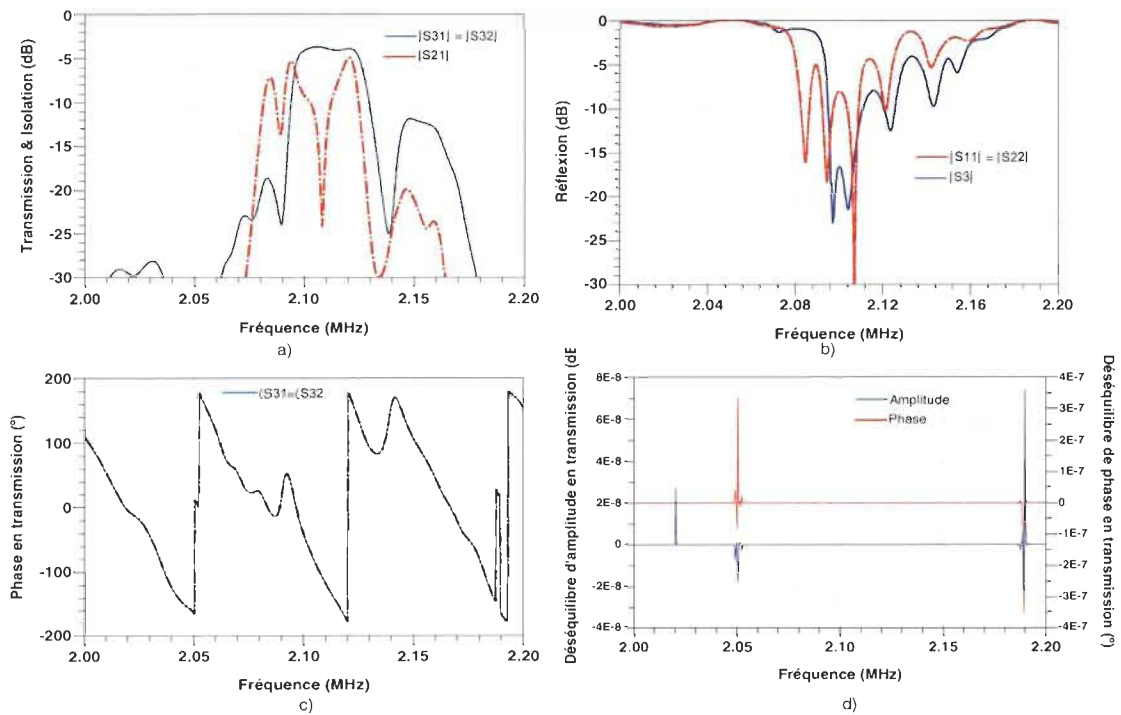 Transmission & Isolation (dB)
0
-5
-10
-15
-20
-25
-30
|S31| = |S32|
|S21|
2.00
2.05
2.10
2.15
2.20
Fréquence (MHz)
a)
Réflexion (dB)
0
-5
-10
-15
-20
-25
-30
|S11| = |S22|
|S3|
2.00
2.04
2.08
2.12
2.16
2.20
Fréquence (MHz)
b)
Phase en transmission (°)
200
100
0
-100
-200
(S31=(S32
2.00
2.05
2.10
2.15
2.20
Fréquence (MHz)
c)
Déséquilibre d'amplitude en transmission (dE
8E-8
6E-8
4E-8
2E-8
0
-2E-8
-4E-8
Amplitude
Phase
4E-7
3E-7
2E-7
1E-7
0
-1E-7
-2E-7
-3E-7
-4E-7
Déséquilibre de phase en transmission (°)
2.00
2.05
2.10
2.15
2.20
Fréquence (MHz)
d)